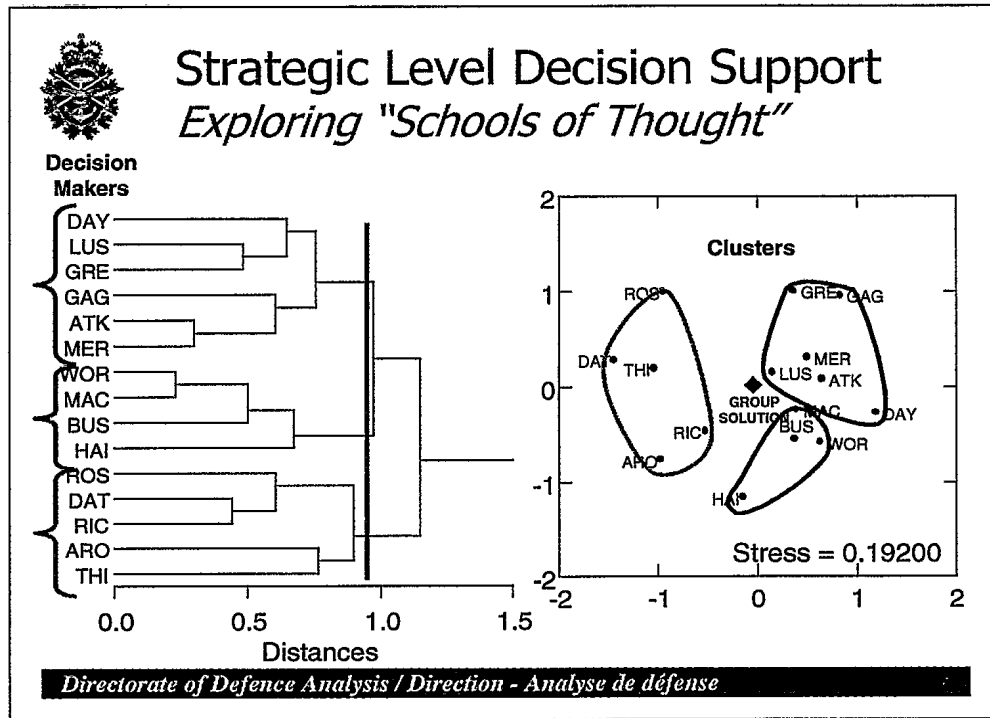 Strategic Level Decision Support
Exploring "Schools of Thought"
Decision
Makers
DAY
LUS
GRE
GAG
ATK
MER
WOR
MAC
BUS
HAI
ROS
DAT
RIC
ARO
THI
0.0 0.5 1.0 1.5
Distances
2
1
0
-1
-2
-2 -1 0 1 2
Clusters
ROS
GRE
GAG
DAT
THI
MER
LUS
ATK
GROUP
SOLUTION
MAC
DAY
RIC
BUS
WOR
ARO
HAI
Stress = 0.19200
Directorate of Defence Analysis / Direction - Analyse de défense